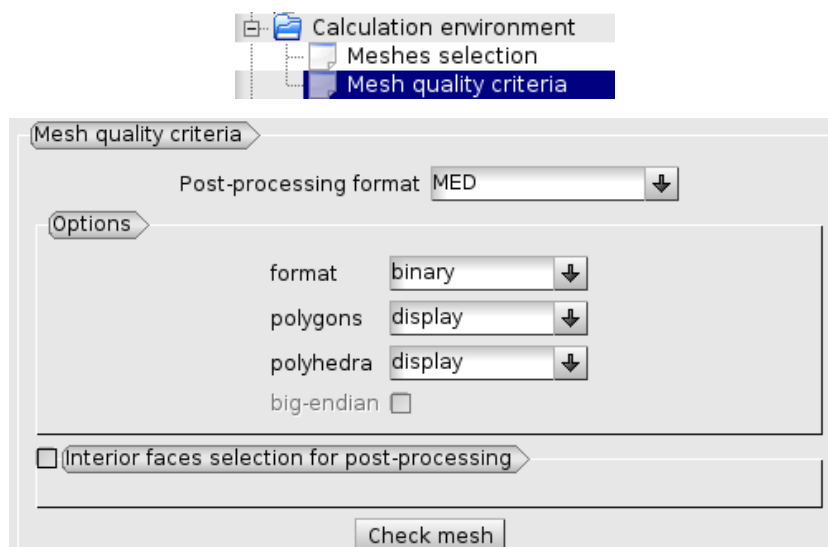 Calculation environment
Meshes selection
Mesh quality criteria
Mesh quality criteria
Post-processing format MED
Options
format binary
polygons display
polyhedra display
big-endian
Interior faces selection for post-processing
Check mesh